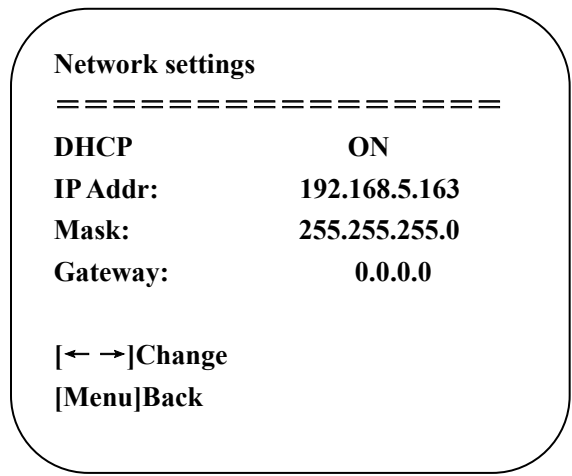 Network settings
================
DHCP ON
IP Addr: 192.168.5.163
Mask: 255.255.255.0
Gateway: 0.0.0.0
[← →]Change
[Menu]Back